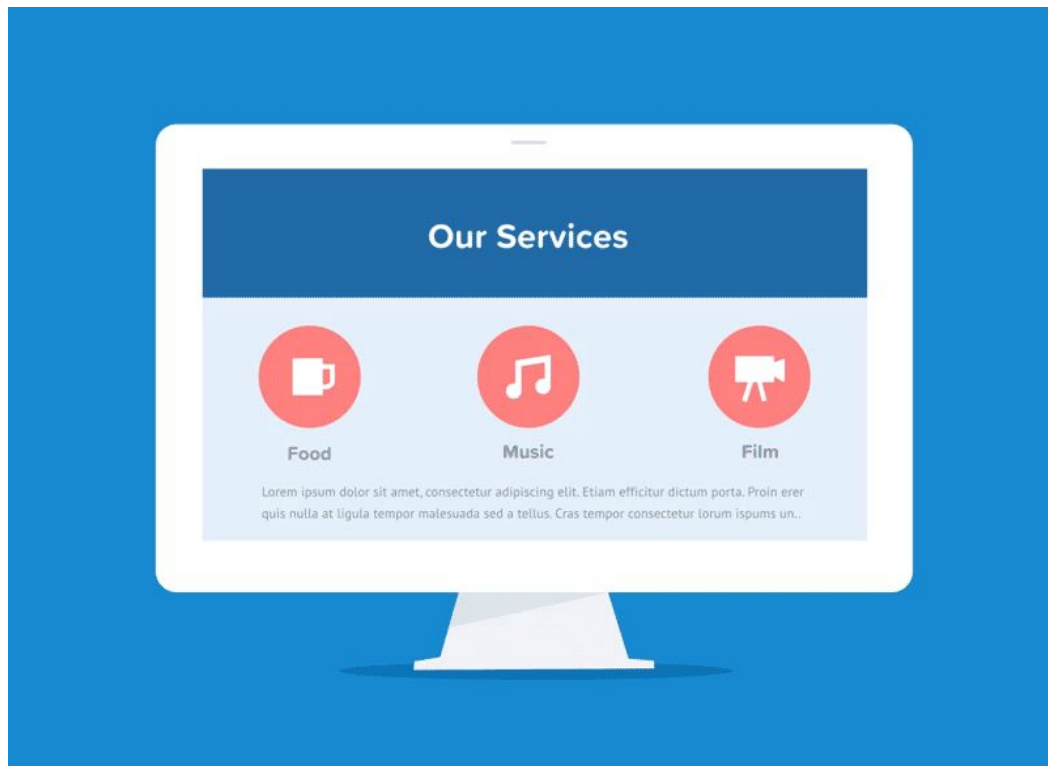 Our Services
Food Music Film
Lorem ipsum dolor sit amet, consectetur adipiscing elit. Etiam efficitur dictum porta. Proin erer
quis nulla at ligula tempor malesuada sed a tellus. Cras tempor consectetur lorum ispums un..